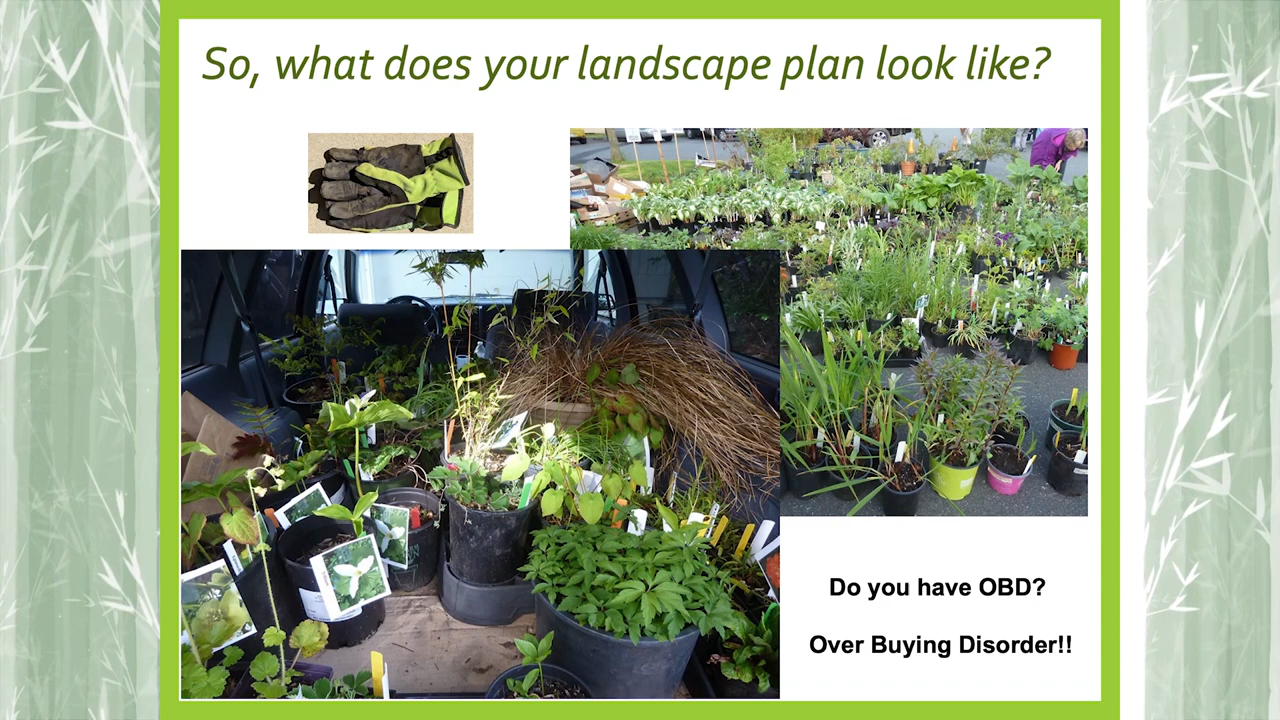 So, what does your landscape plan look like?
Do you have OBD?
Over Buying Disorder!!